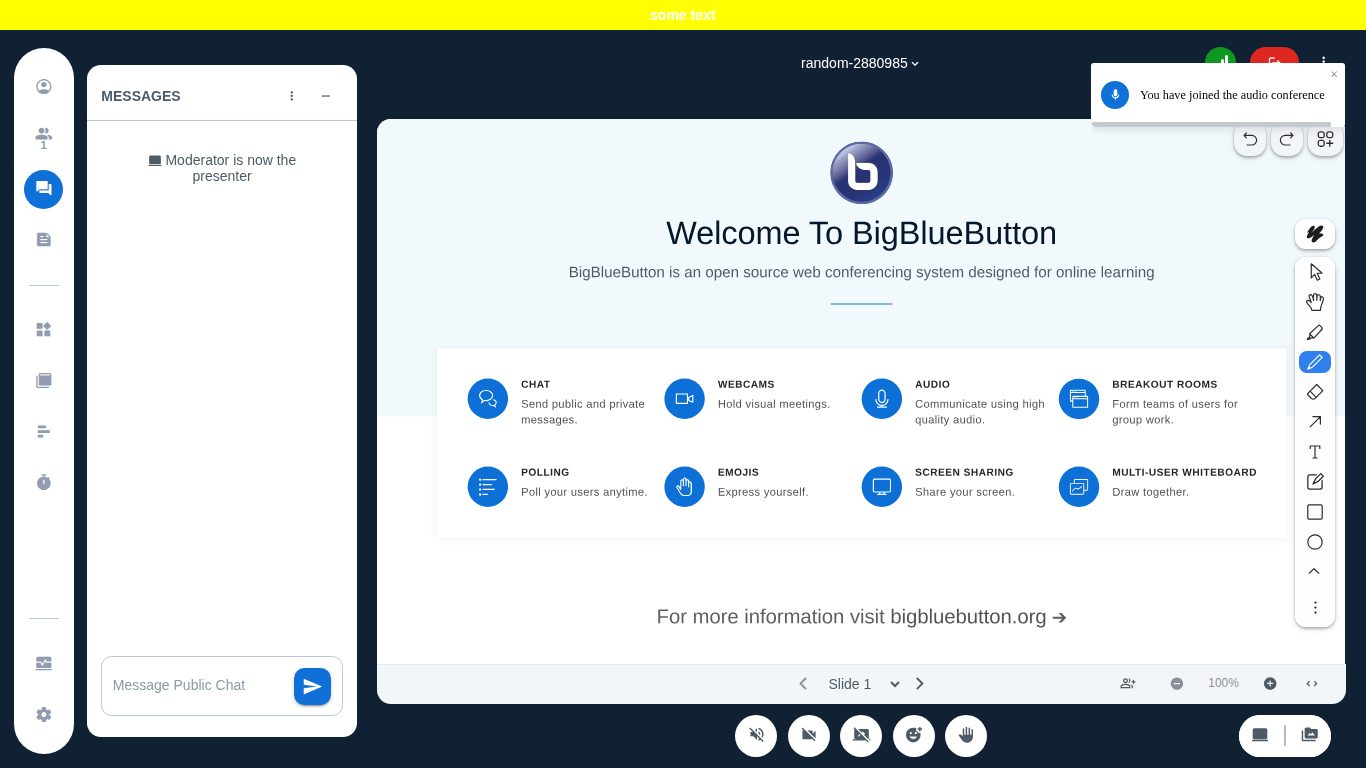 some text
random-2880985
You have joined the audio conference
1
MESSAGES
Moderator is now the
presenter
Message Public Chat
Welcome To BigBlueButton
BigBlueButton is an open source web conferencing system designed for online learning
CHAT
Send public and private
messages.
WEBCAMS
Hold visual meetings.
AUDIO
Communicate using high
quality audio.
BREAKOUT ROOMS
Form teams of users for
group work.
POLLING
Poll your users anytime.
EMOJIS
Express yourself.
SCREEN SHARING
Share your screen.
MULTI-USER WHITEBOARD
Draw together.
For more information visit bigbluebutton.org ➔
Slide 1
100%